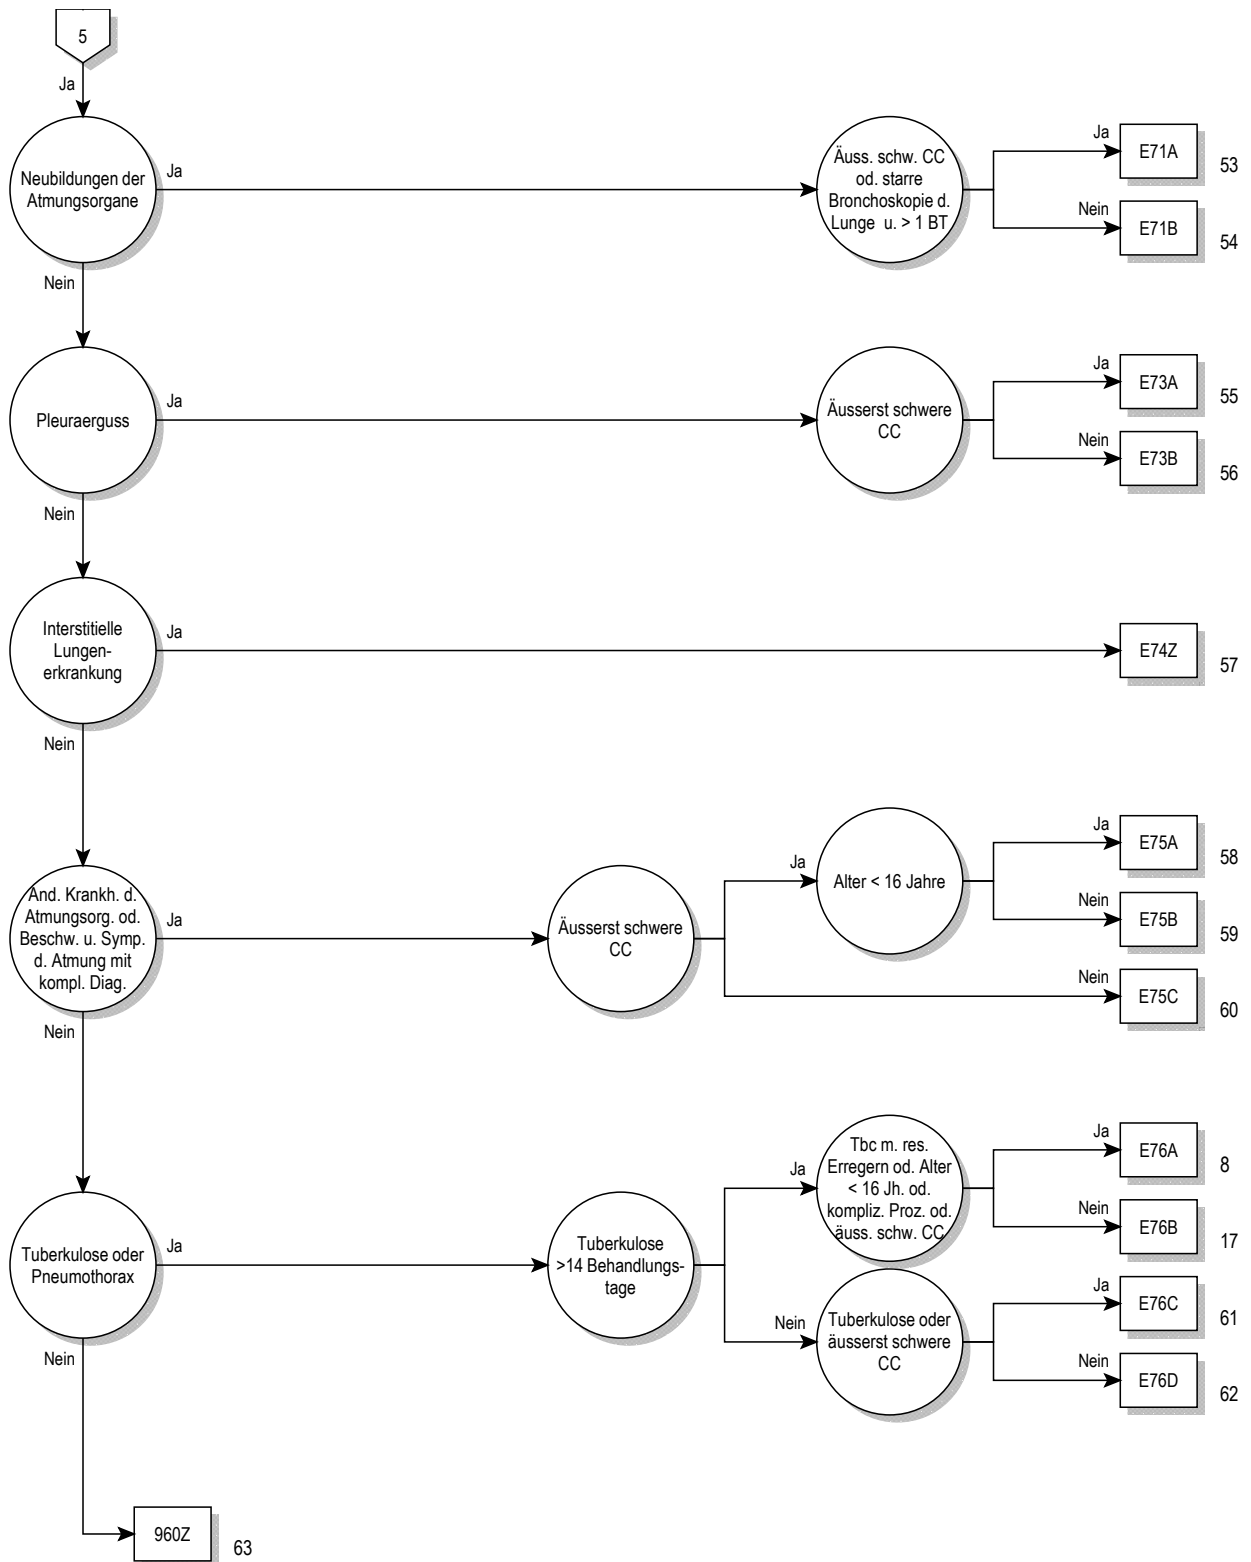 5
Ja
Neubildungen der
Atmungsorgane
Ja
Äuss. schw. CC
od. starre
Bronchoskopie d.
Lunge u. > 1 BT
Ja
E71A
53
Nein
E71B
54
Nein
Pleuraerguss
Ja
Äusserst schwere
CC
Ja
E73A
55
Nein
E73B
56
Nein
Interstitielle
Lungen-
erkrankung
Ja
E74Z
57
Nein
And. Krankh. d.
Atmungsorg. od.
Beschw. u. Symp.
d. Atmung mit
kompl. Diag.
Ja
Äusserst schwere
CC
Ja
Alter < 16 Jahre
Ja
E75A
58
Nein
E75B
59
Nein
E75C
60
Nein
Tuberkulose oder
Pneumothorax
Ja
Tuberkulose
>14 Behandlungs-
tage
Ja
Tbc m. res.
Erregern od. Alter
< 16 Jh. od.
kompliz. Proz. od.
äuss. schw. CC
Ja
E76A
8
Nein
E76B
17
Nein
Tuberkulose oder
äusserst schwere
CC
Ja
E76C
61
Nein
E76D
62
Nein
960Z
63